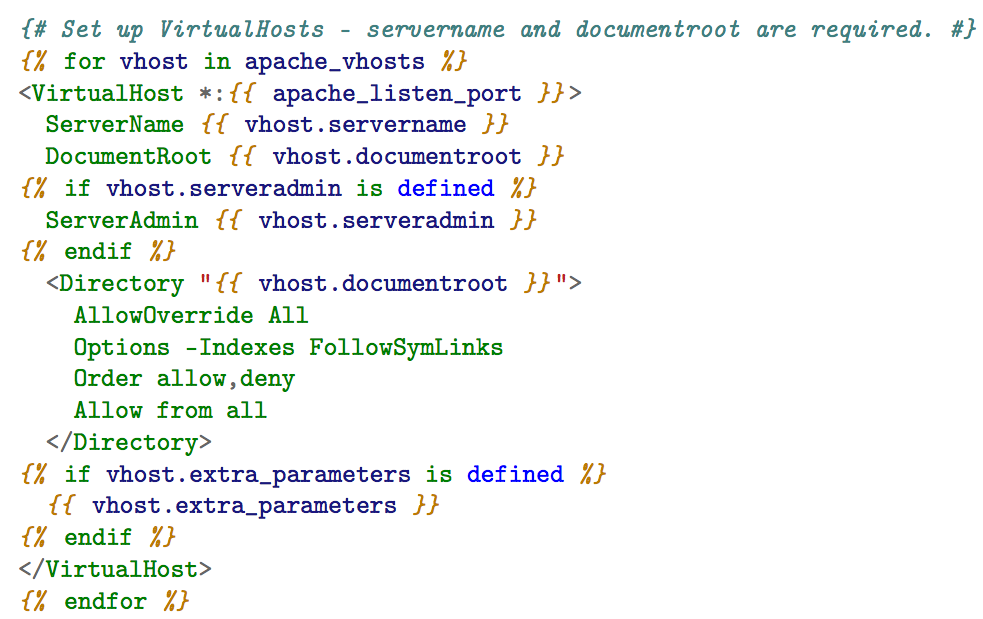 {# Set up VirtualHosts - servername and documentroot are required. #}
{% for vhost in apache_vhosts %}
<VirtualHost *:{{ apache_listen_port }}>
  ServerName {{ vhost.servername }}
  DocumentRoot {{ vhost.documentroot }}
{% if vhost.serveradmin is defined %}
  ServerAdmin {{ vhost.serveradmin }}
{% endif %}
  <Directory "{{ vhost.documentroot }}">
    AllowOverride All
    Options -Indexes FollowSymLinks
    Order allow,deny
    Allow from all
  </Directory>
{% if vhost.extra_parameters is defined %}
  {{ vhost.extra_parameters }}
{% endif %}
</VirtualHost>
{% endfor %}